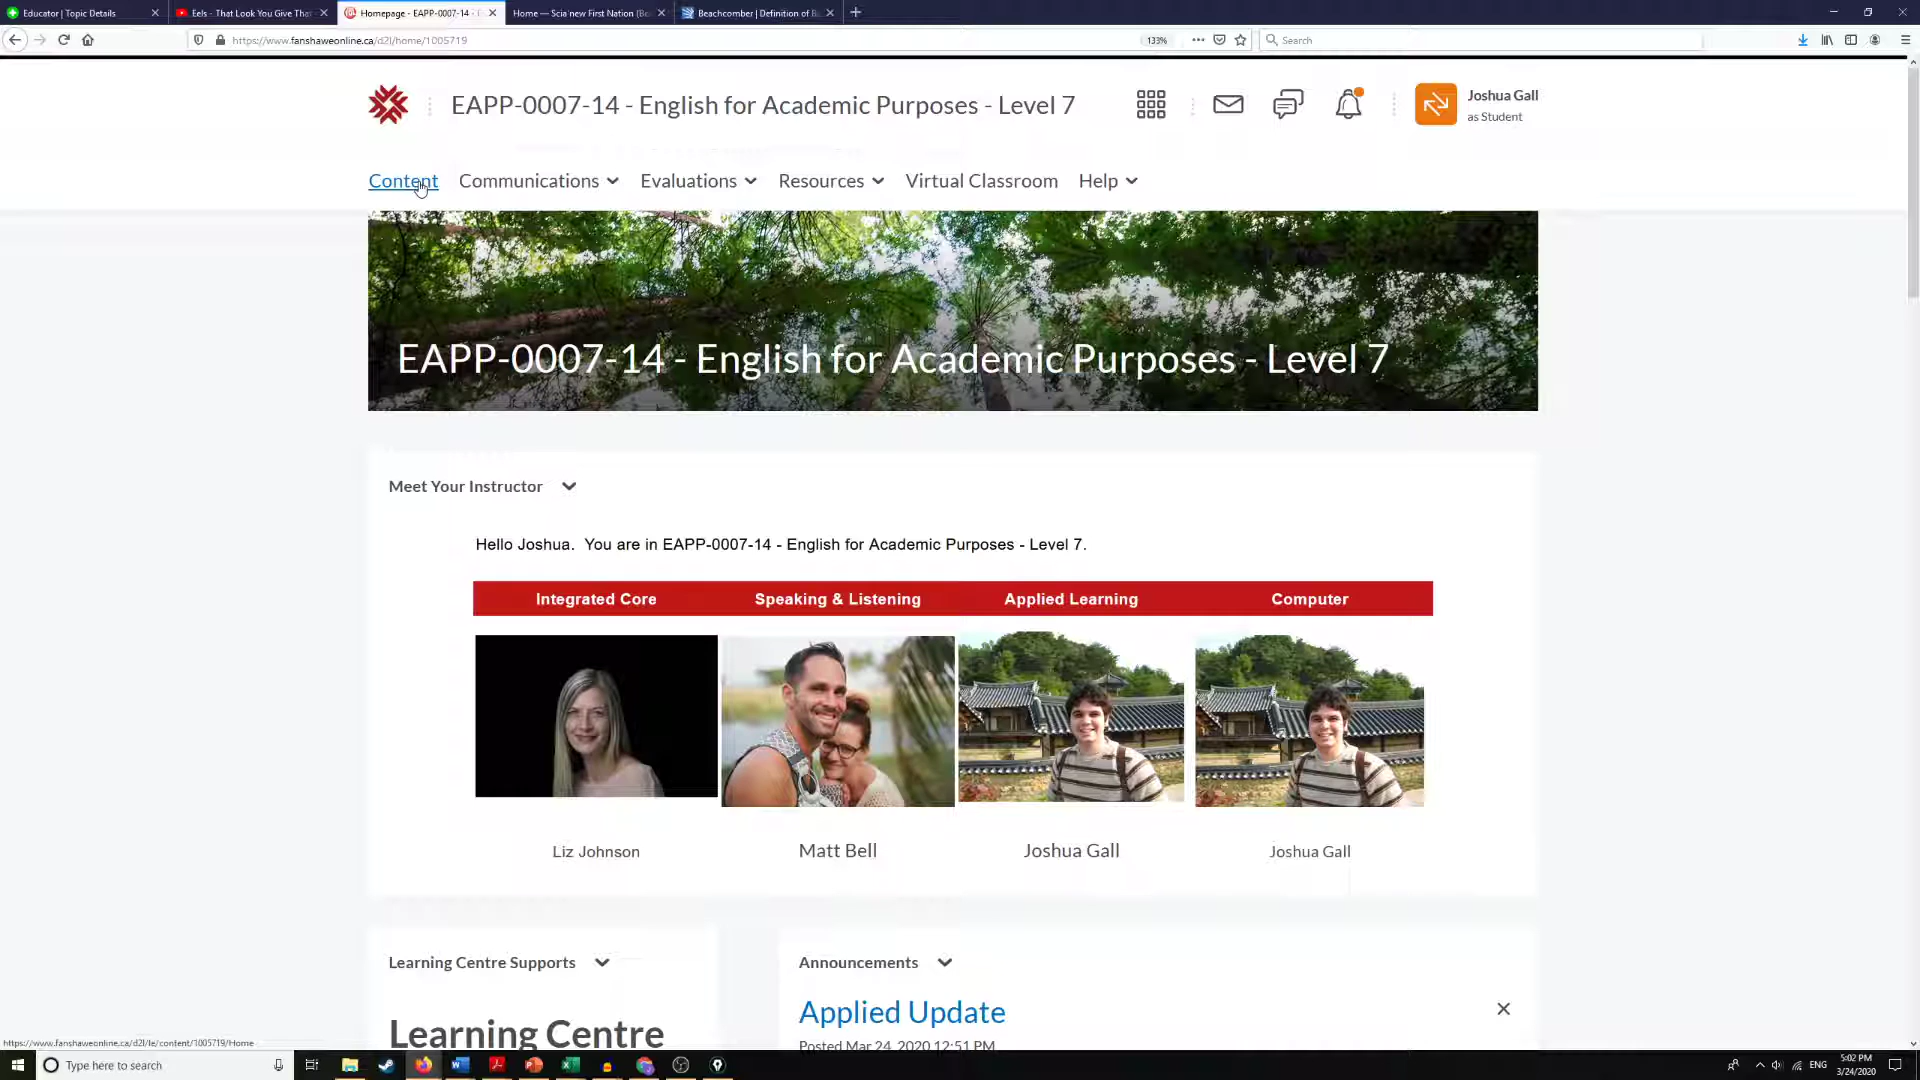 Educator | Topic Details
Eels - That Look You Give Tha
Homepage - EAPP-0007-14 -
Home — Scia'new First Nation (Be
Beachcomber | Definition of B
https://www.fanshaweonline.ca/d2l/home/1005719
133%
Search
EAPP-0007-14 - English for Academic Purposes - Level 7
Joshua Gall
as Student
Content
Communications
Evaluations
Resources
Virtual Classroom
Help
EAPP-0007-14 - English for Academic Purposes - Level 7
Meet Your Instructor
Hello Joshua. You are in EAPP-0007-14 - English for Academic Purposes - Level 7.
Integrated Core
Speaking & Listening
Applied Learning
Computer
Liz Johnson
Matt Bell
Joshua Gall
Joshua Gall
Learning Centre Supports
Announcements
Learning Centre
Applied Update
Posted Mar 24, 2020 12:51 PM
https://www.fanshaweonline.ca/d2l/le/content/1005719/Home
Type here to search
ENG
5:02 PM
3/24/2020